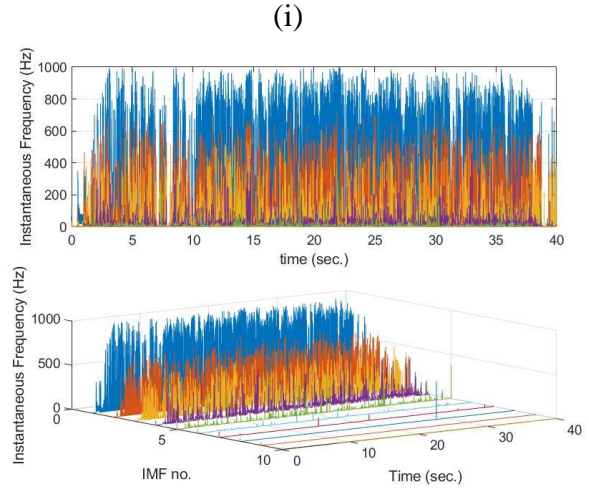 (i)
Instantaneous Frequency (Hz)
1000
800
600
400
200
0
0 5 10 15 20 25 30 35 40
time (sec.)
Instantaneous Frequency (Hz)
1000
500
0
0 5 10
IMF no.
0 10 20 30 40
Time (sec.)